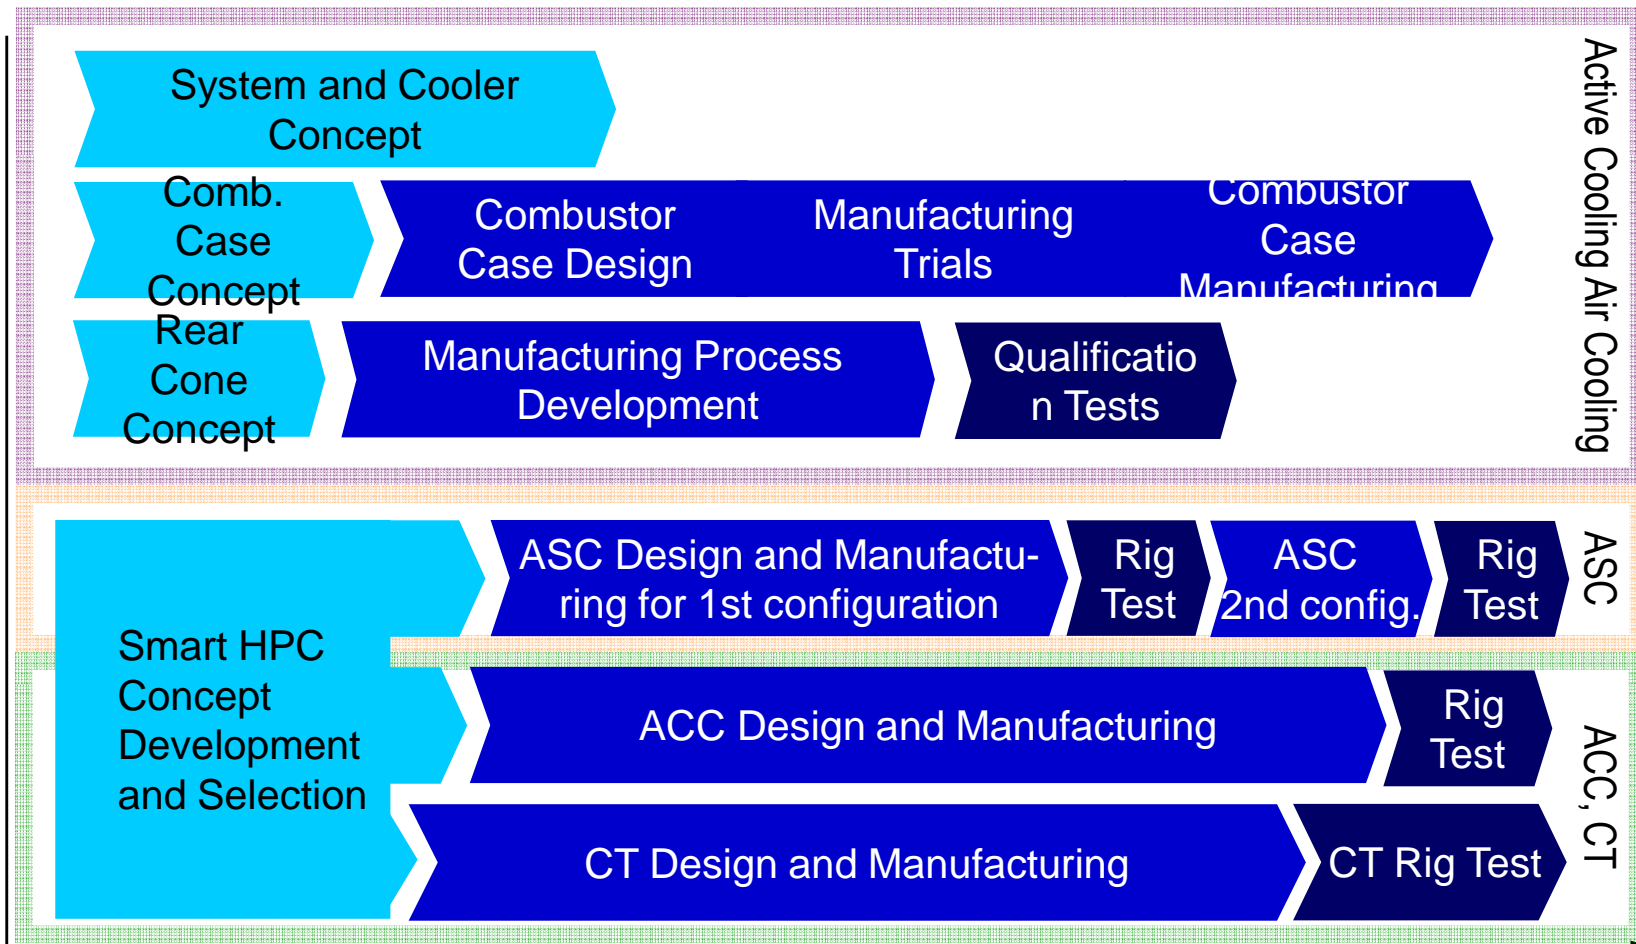 System and Cooler
Concept
Comb.
Case
Concept
Combustor
Case Design
Manufacturing
Trials
Combustor
Case
Manufacturing
Rear
Cone
Concept
Manufacturing Process
Development
Qualificatio
n Tests
Active Cooling Air Cooling
Smart HPC
Concept
Development
and Selection
ASC Design and Manufactu-
ring for 1st configuration
Rig
Test
ASC
2nd config.
Rig
Test
ASC
ACC Design and Manufacturing
Rig
Test
CT Design and Manufacturing
CT Rig Test
ACC, CT